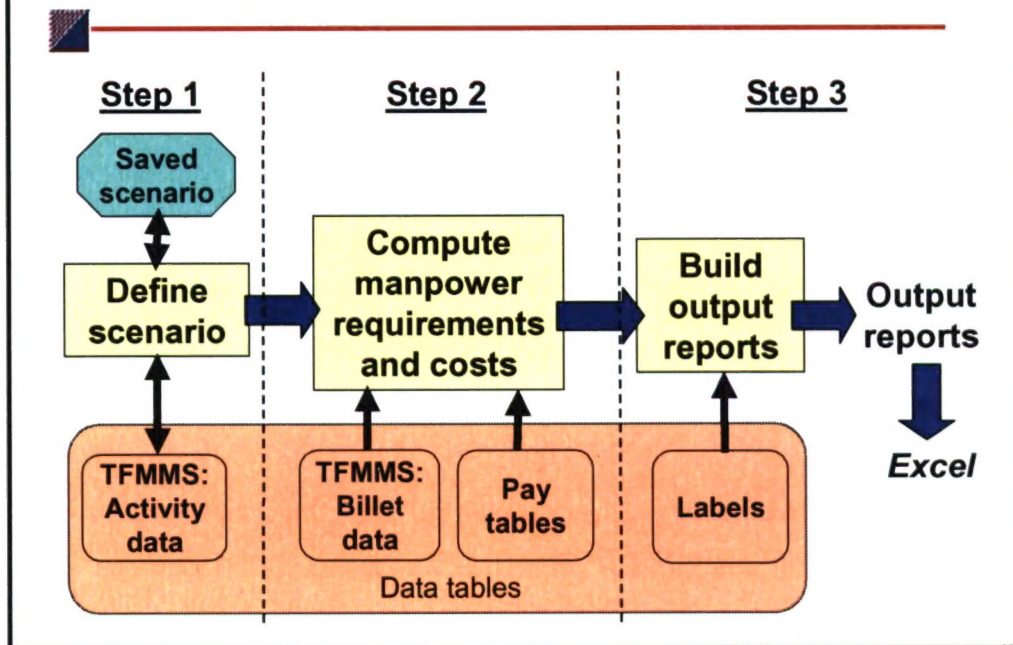 Step 1
Step 2
Step 3
Saved
scenario
Define
scenario
Compute
manpower
requirements
and costs
Build
output
reports
Output
reports
Excel
TFMMS:
Activity
data
TFMMS:
Billet
data
Pay
tables
Labels
Data tables